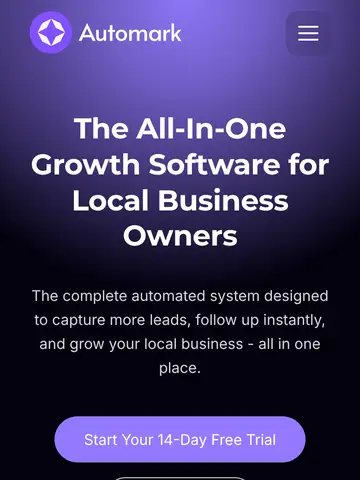 Automark
The All-In-One
Growth Software for
Local Business
Owners
The complete automated system designed
to capture more leads, follow up instantly,
and grow your local business - all in one
place.
Start Your 14-Day Free Trial